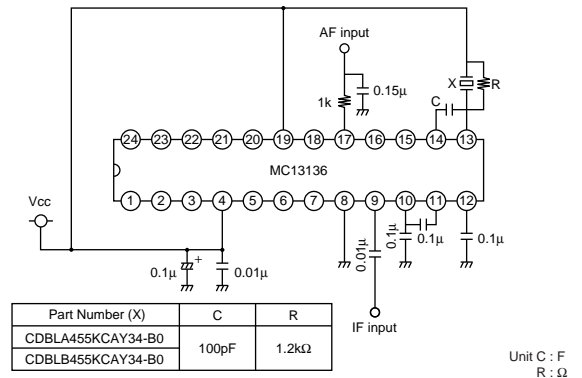 AF input
X
R
0.15μ
1k
C
24 23 22 21 20 19 18 17 16 15 14 13
MC13136
1 2 3 4 5 6 7 8 9 10 11 12
Vcc
+
0.1μ
0.01μ
0.01μ
0.1μ
0.1μ
0.1μ
IF input
Part Number (X) C R
CDBLA455KCAY34-B0 100pF 1.2kΩ
CDBLB455KCAY34-B0
Unit C : F
R : Ω